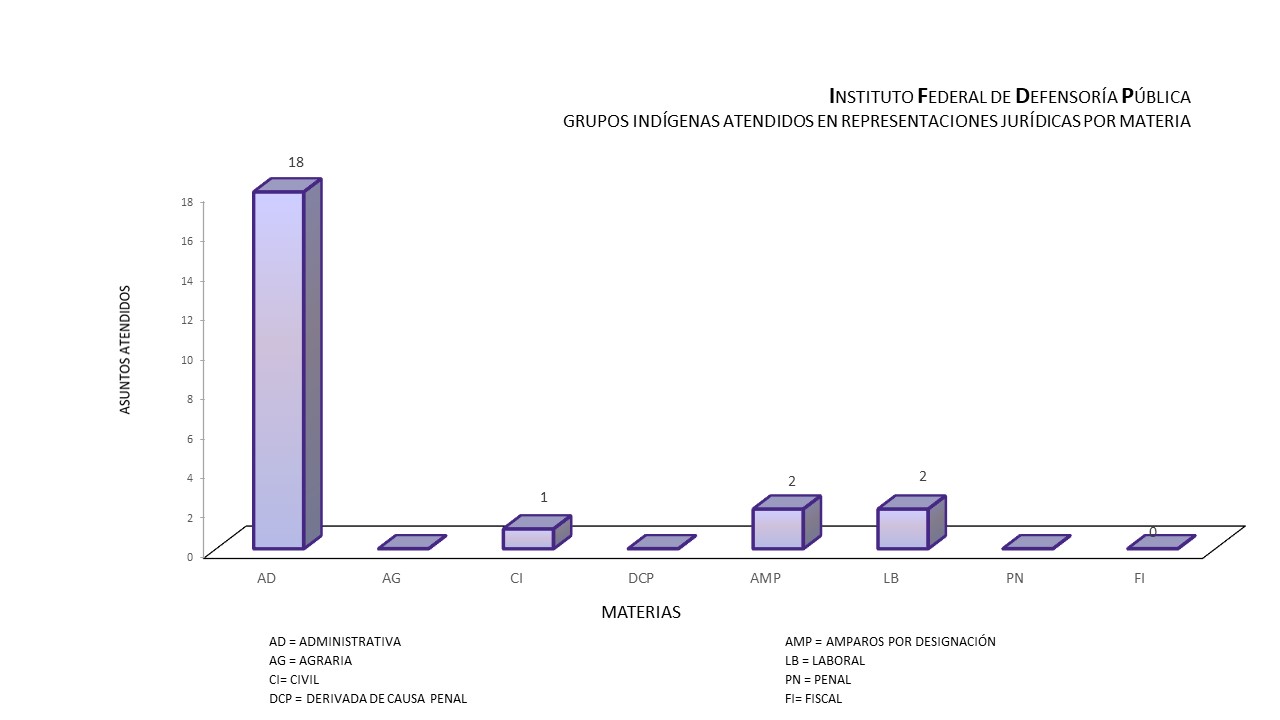 INSTITUTO FEDERAL DE DEFENSORÍA PÚBLICA
GRUPOS INDÍGENAS ATENDIDOS EN REPRESENTACIONES JURÍDICAS POR MATERIA
18
18
16
14
12
10
8
6
4
2
0
ASUNTOS ATENDIDOS
1
2
2
0
AD AG CI DCP AMP LB PN FI
MATERIAS
AD = ADMINISTRATIVA
AG = AGRARIA
CI= CIVIL
DCP = DERIVADA DE CAUSA PENAL
AMP = AMPAROS POR DESIGNACIÓN
LB = LABORAL
PN = PENAL
FI= FISCAL